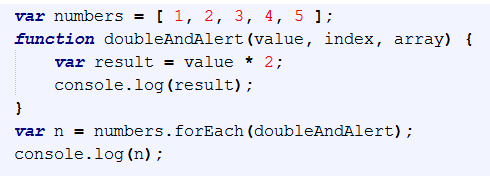 var numbers = [ 1, 2, 3, 4, 5 ];
function doubleAndAlert(value, index, array) {
    var result = value * 2;
    console.log(result);
}
var n = numbers.forEach(doubleAndAlert);
console.log(n);